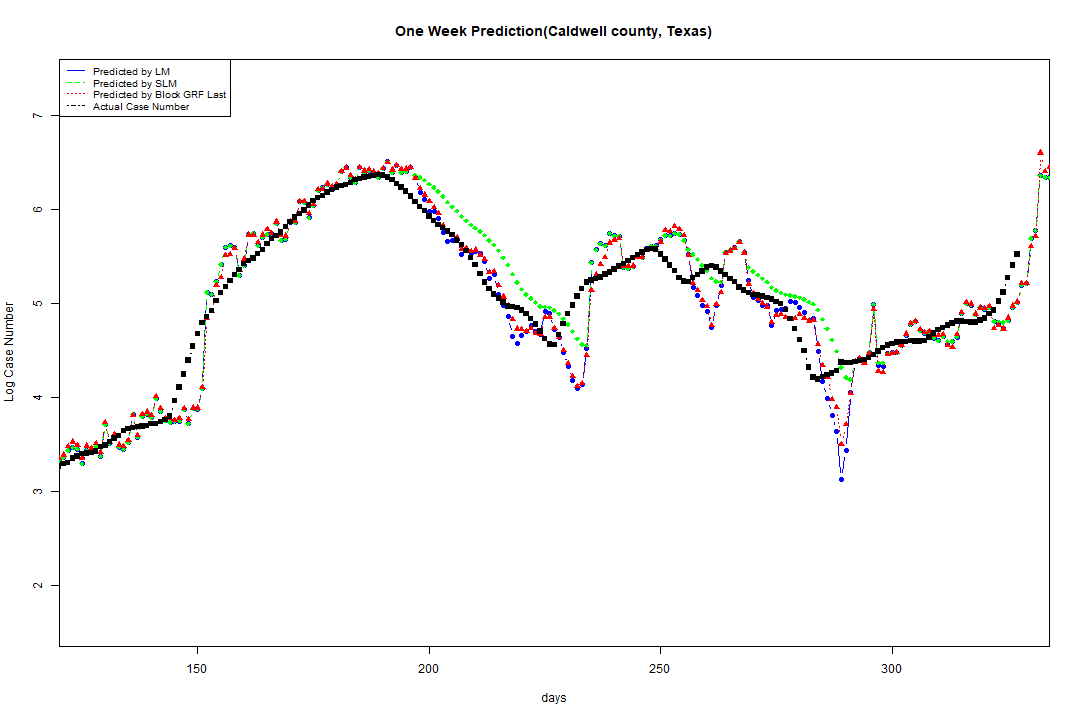 One Week Prediction(Caldwell county, Texas)
Predicted by LM
Predicted by SLM
Predicted by Block GRF Last
Actual Case Number
7
6
5
4
3
2
Log Case Number
150 200 250 300
days